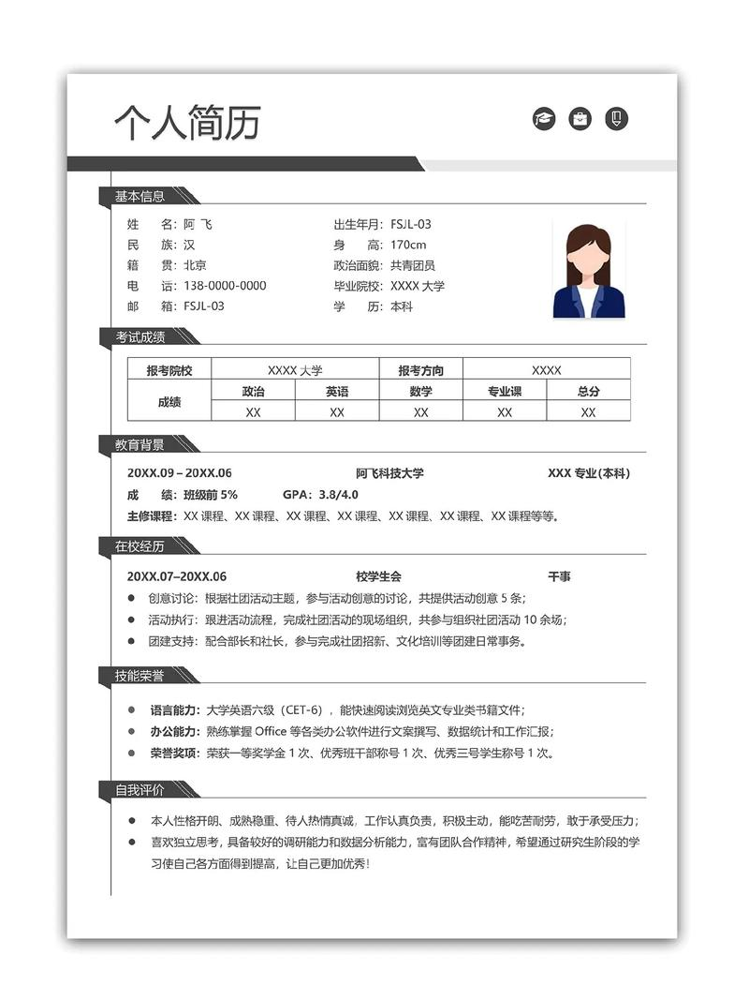 个人简历
基本信息
姓 名：阿 飞 出生年月：FSJL-03
民 族：汉 身 高：170cm
籍 贯：北京 政治面貌：共青团员
电 话：138-0000-0000 毕业院校：XXXX 大学
邮 箱：FSJL-03 学 历：本科
考试成绩
报考院校 XXXX 大学 报考方向 XXXX
成绩 政治 英语 数学 专业课 总分
XX XX XX XX XX
教育背景
20XX.09 – 20XX.06 阿飞科技大学 XXX 专业(本科)
成 绩：班级前 5% GPA：3.8/4.0
主修课程：XX 课程、XX 课程、XX 课程、XX 课程、XX 课程、XX 课程、XX 课程等等。
在校经历
20XX.07–20XX.06 校学生会 干事
● 创意讨论：根据社团活动主题，参与活动创意的讨论，共提供活动创意 5 条；
● 活动执行：跟进活动流程，完成社团活动的现场组织，共参与组织社团活动 10 余场；
● 团建支持：配合部长和社长，参与完成社团招新、文化培训等团建日常事务。
技能荣誉
● 语言能力：大学英语六级（CET-6），能快速阅读浏览英文专业类书籍文件；
● 办公能力：熟练掌握 Office 等各类办公软件进行文案撰写、数据统计和工作汇报；
● 荣誉奖项：荣获一等奖学金 1 次、优秀班干部称号 1 次、优秀三号学生称号 1 次。
自我评价
● 本人性格开朗、成熟稳重、待人热情真诚，工作认真负责，积极主动，能吃苦耐劳，敢于承受压力；
● 喜欢独立思考，具备较好的调研能力和数据分析能力，富有团队合作精神，希望通过研究生阶段的学
习使自己各方面得到提高，让自己更加优秀！